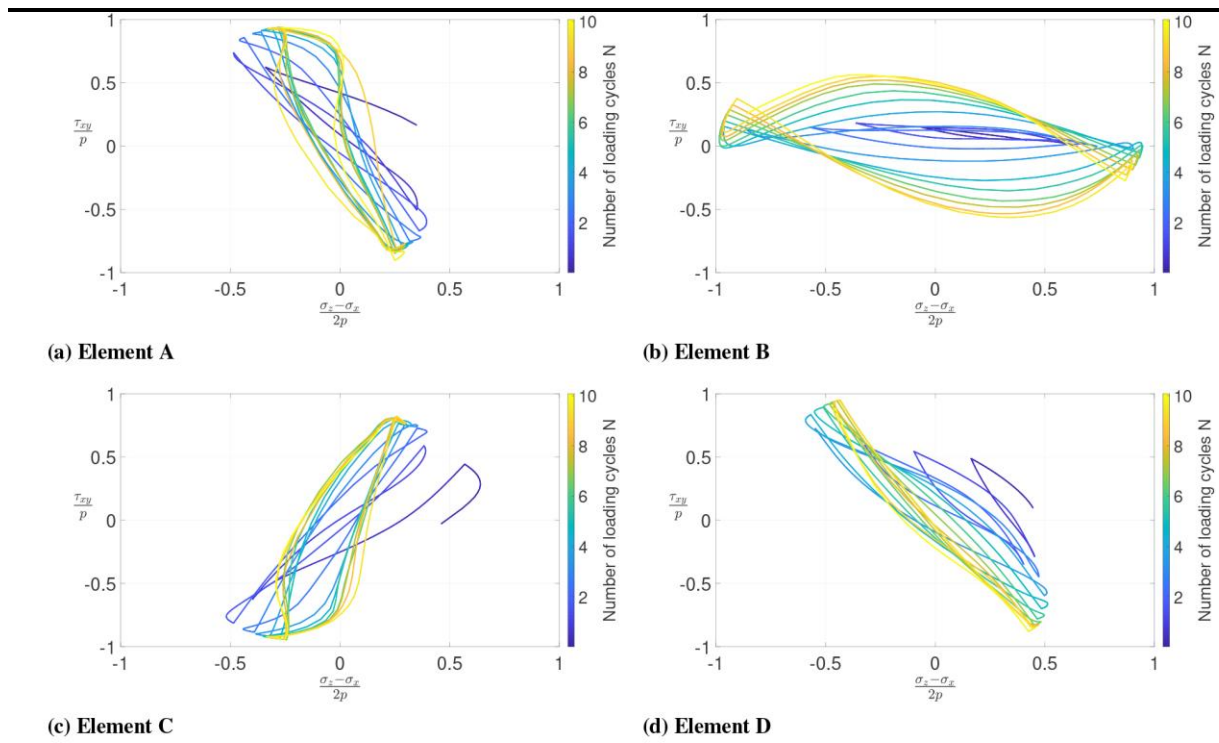 1
0.5
0
-0.5
-1
τxy/p
-1 -0.5 0 0.5 1
σz−σx/2p
10
8
6
4
2
Number of loading cycles N
(a) Element A
1
0.5
0
-0.5
-1
τxy/p
-1 -0.5 0 0.5 1
σz−σx/2p
10
8
6
4
2
Number of loading cycles N
(b) Element B
1
0.5
0
-0.5
-1
τxy/p
-1 -0.5 0 0.5 1
σz−σx/2p
10
8
6
4
2
Number of loading cycles N
(c) Element C
1
0.5
0
-0.5
-1
τxy/p
-1 -0.5 0 0.5 1
σz−σx/2p
10
8
6
4
2
Number of loading cycles N
(d) Element D